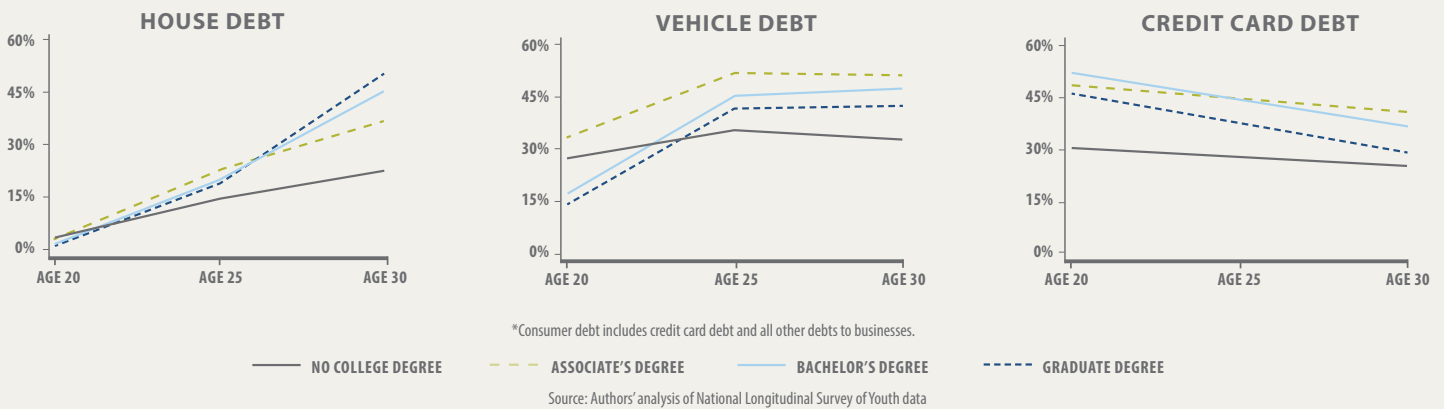 HOUSE DEBT
60%
45%
30%
15%
0%
AGE 20 AGE 25 AGE 30
VEHICLE DEBT
60%
45%
30%
15%
0%
AGE 20 AGE 25 AGE 30
CREDIT CARD DEBT
60%
45%
30%
15%
0%
AGE 20 AGE 25 AGE 30
*Consumer debt includes credit card debt and all other debts to businesses.
NO COLLEGE DEGREE ASSOCIATE'S DEGREE BACHELOR'S DEGREE GRADUATE DEGREE
Source: Authors' analysis of National Longitudinal Survey of Youth data